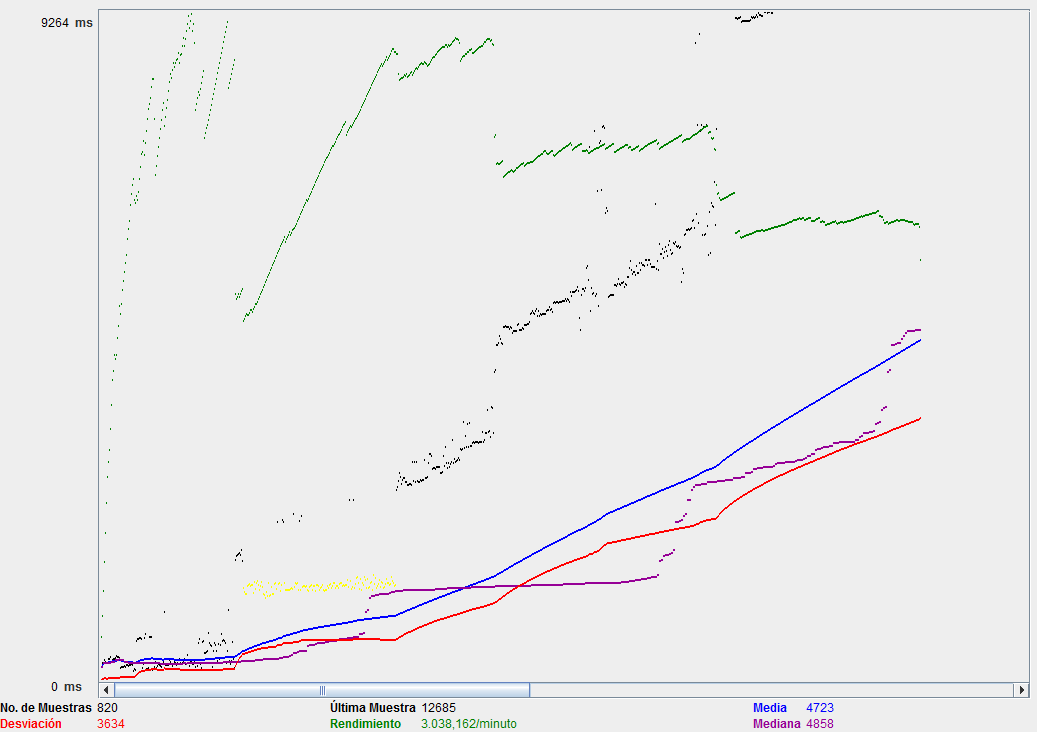 9264 ms
0 ms
No. de Muestras 820 Última Muestra 12685 Media 4723
Desviación 3634 Rendimiento 3.038,162/minuto Mediana 4858